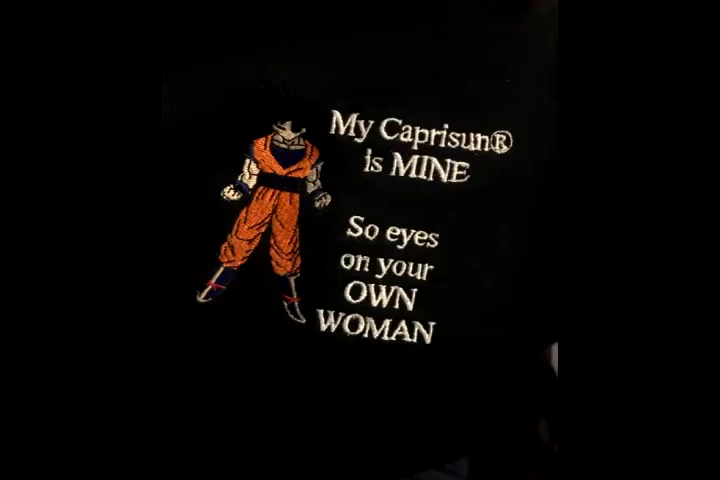 My Caprisun®
is MINE
So eyes
on your
OWN
WOMAN